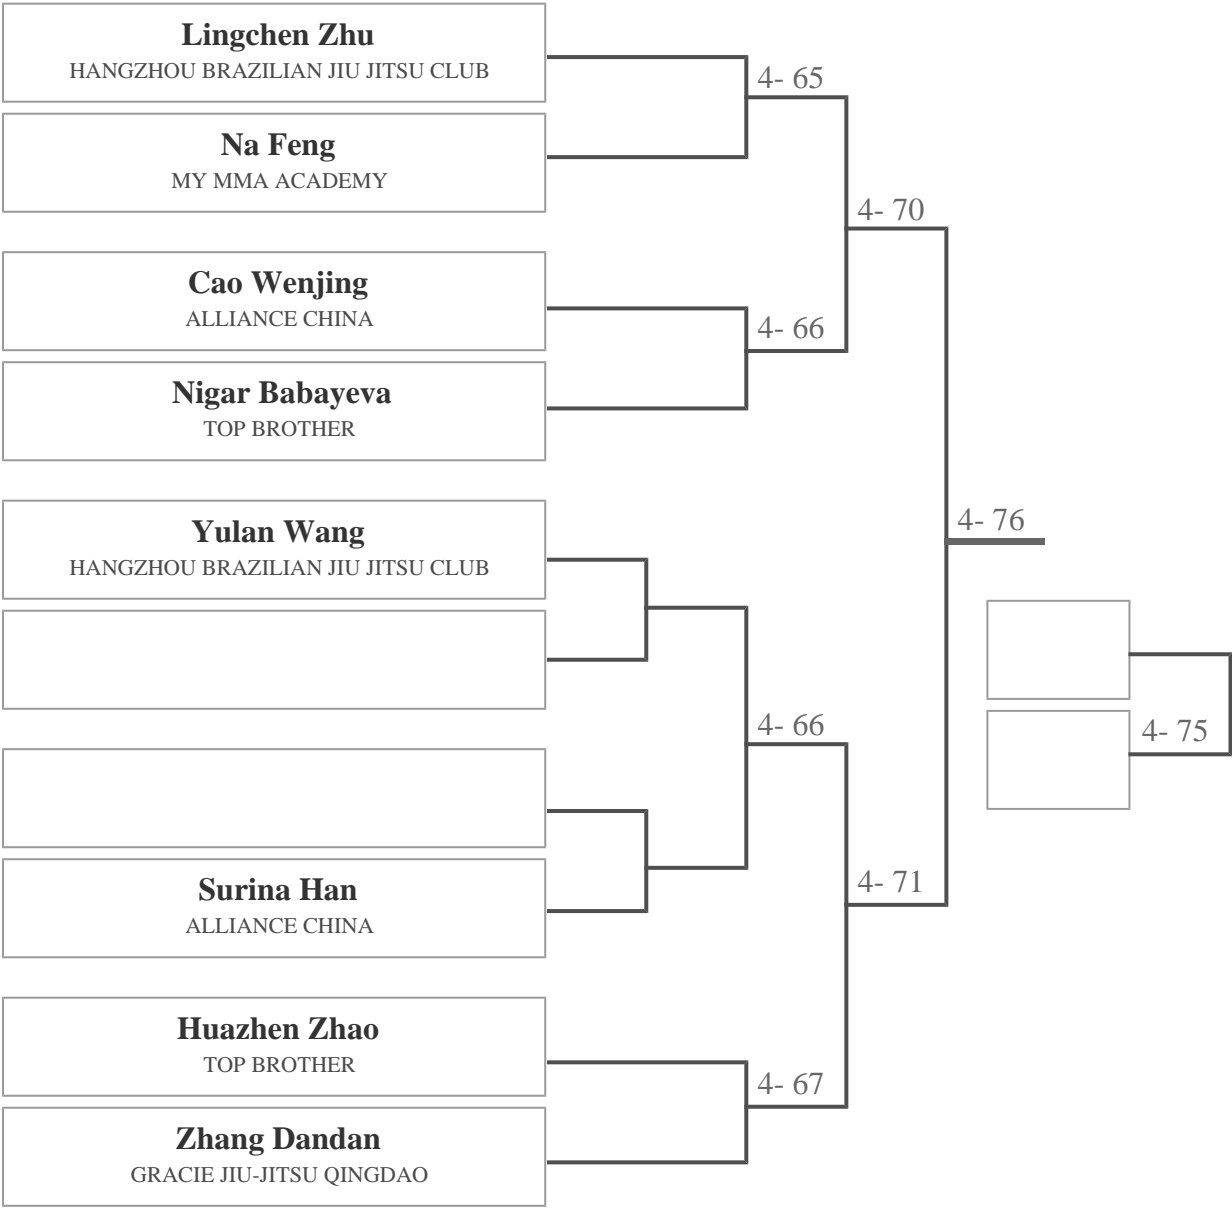 Lingchen Zhu
HANGZHOU BRAZILIAN JIU JITSU CLUB
4- 65
Na Feng
MY MMA ACADEMY
4- 70
Cao Wenjing
ALLIANCE CHINA
4- 66
Nigar Babayeva
TOP BROTHER
Yulan Wang
HANGZHOU BRAZILIAN JIU JITSU CLUB
4- 76
4- 66
4- 75
Surina Han
ALLIANCE CHINA
4- 71
Huazhen Zhao
TOP BROTHER
4- 67
Zhang Dandan
GRACIE JIU-JITSU QINGDAO